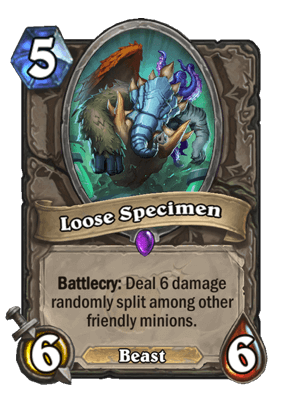 5
Loose Specimen
Battlecry: Deal 6 damage
randomly split among other
friendly minions.
6
Beast
6